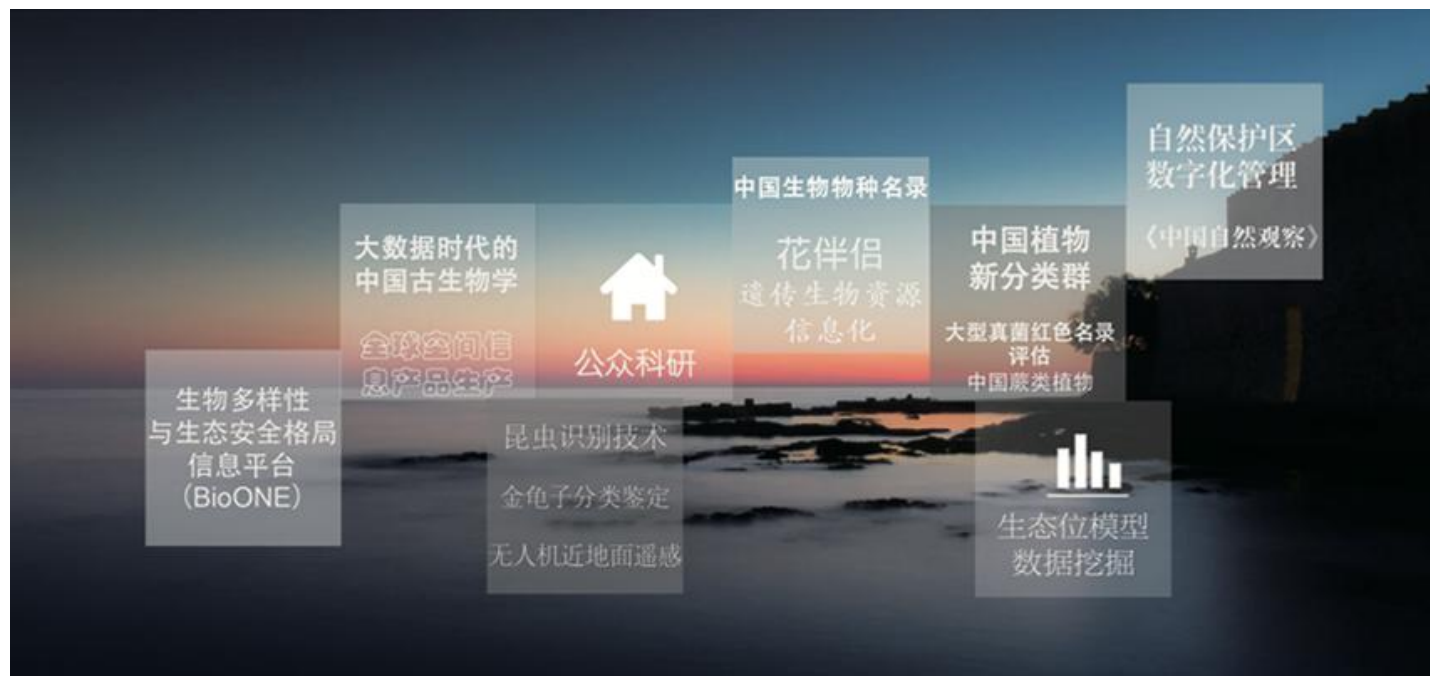 生物多样性
与生态安全格局
信息平台
（BioONE）
大数据时代的
中国古生物学
全球空间信
息产品生产
公众科研
昆虫识别技术
金龟子分类鉴定
无人机近地面遥感
中国生物物种名录
花伴侣
遗传生物资源
信息化
中国植物
新分类群
大型真菌红色名录
评估
中国蕨类植物
生态位模型
数据挖掘
自然保护区
数字化管理
《中国自然观察》